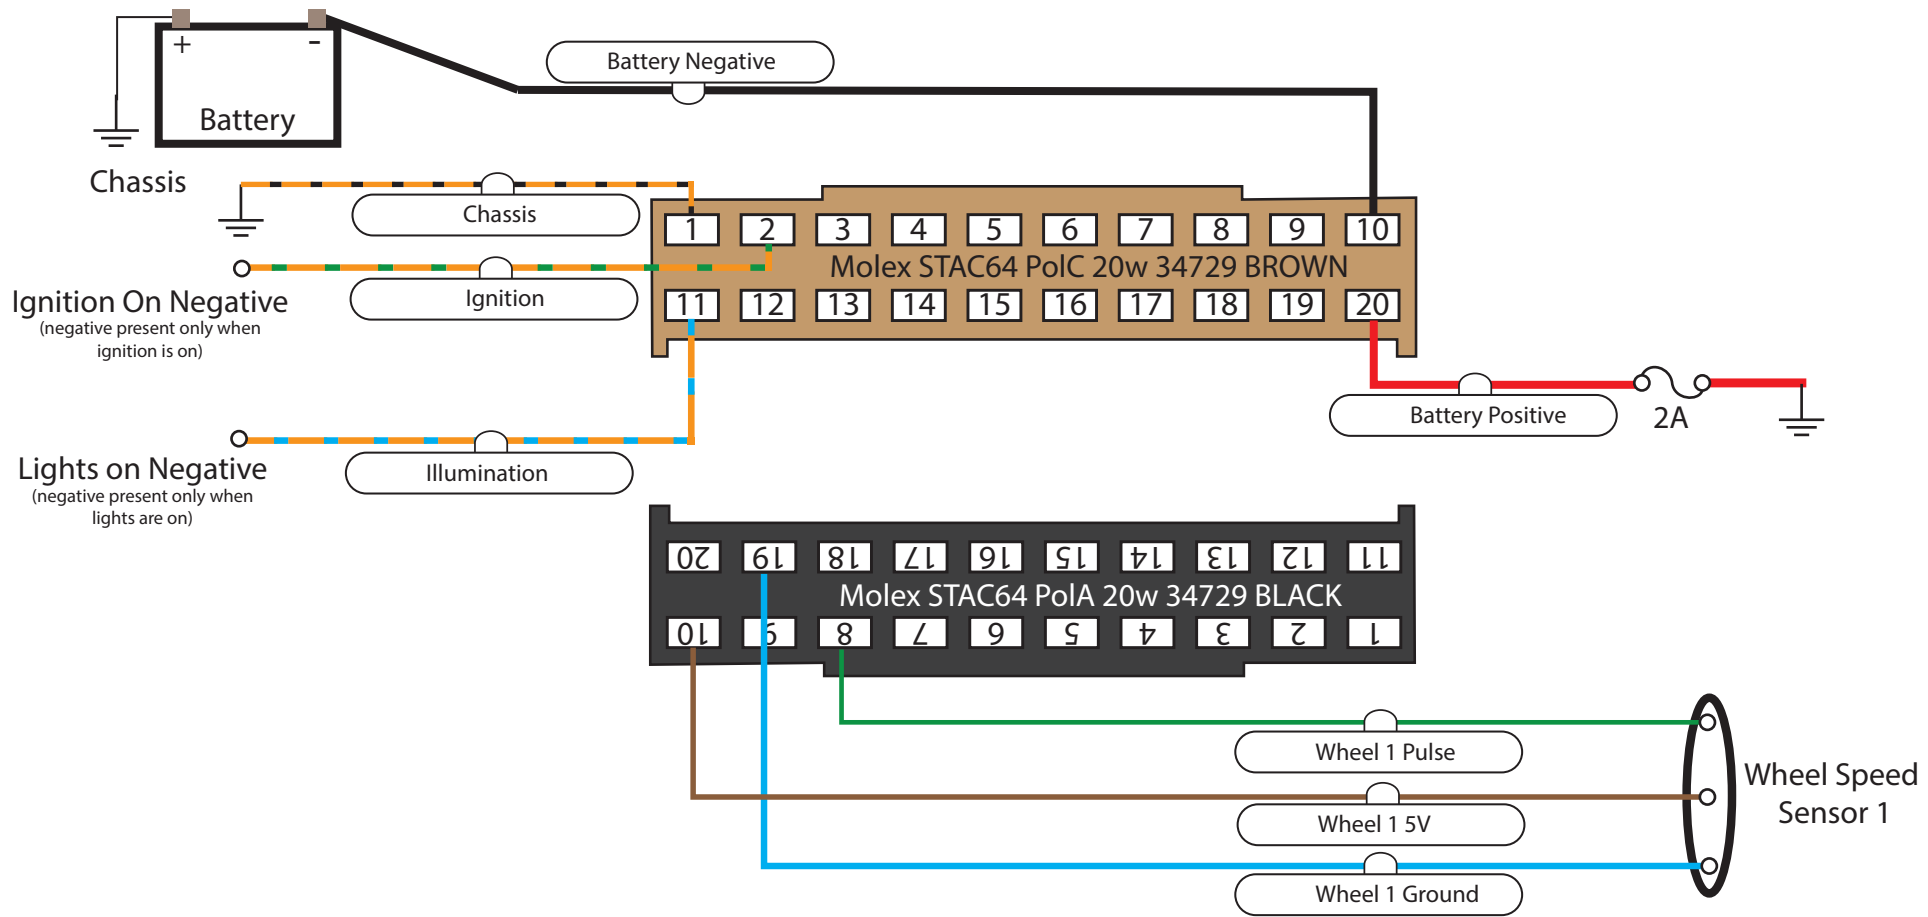 Battery Negative
+ -
Battery
Chassis
Chassis
1 2 3 4 5 6 7 8 9 10
Molex STAC64 PolC 20w 34729 BROWN
11 12 13 14 15 16 17 18 19 20
Ignition
Ignition On Negative
(negative present only when
ignition is on)
Battery Positive
2A
Lights on Negative
(negative present only when
lights are on)
Illumination
20 19 18 17 16 15 14 13 12 11
Molex STAC64 PolA 20w 34729 BLACK
10 9 8 7 6 5 4 3 2 1
Wheel 1 Pulse
Wheel 1 5V
Wheel 1 Ground
Wheel Speed
Sensor 1